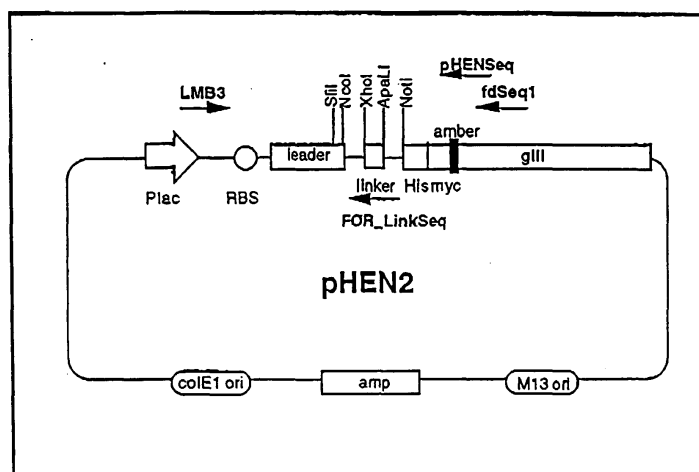 pHENSeq
LMB3
SfiI
NcoI
XhoI
ApaLI
NotI
fdSeq1
amber
leader
gIII
Plac
RBS
linker
His
myc
FOR_LinkSeq
pHEN2
colE1 ori
amp
M13 ori